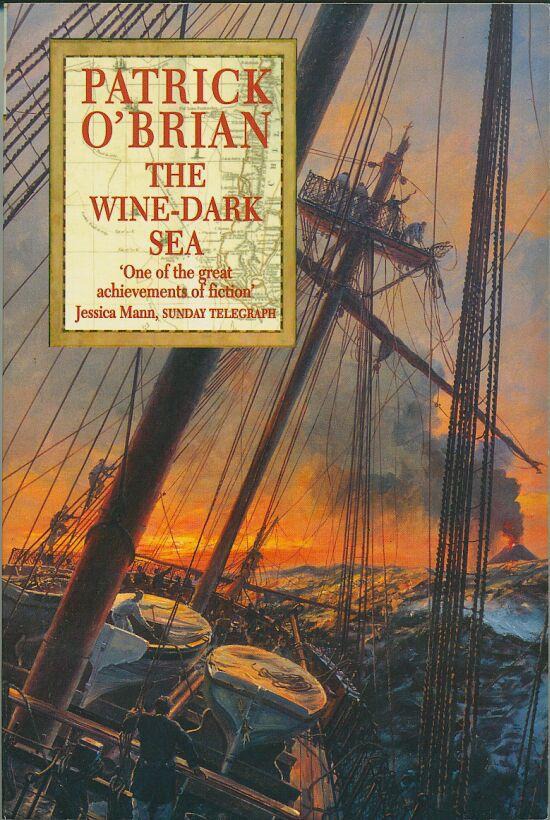 PATRICK
O'BRIAN
THE
WINE-DARK
SEA
‘One of the great
achievements of fiction’
Jessica Mann, SUNDAY TELEGRAPH